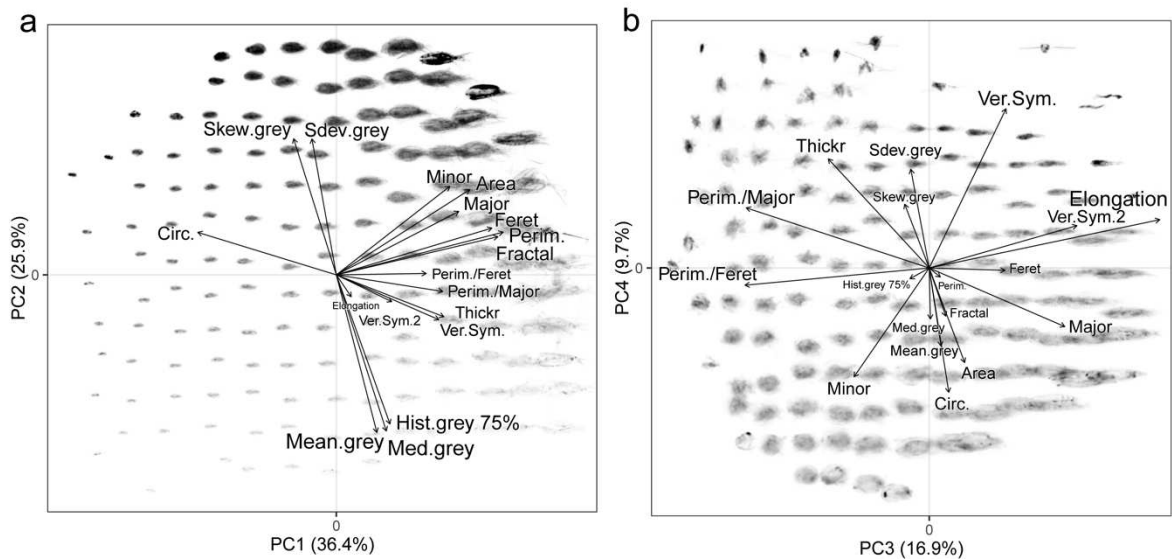 a
Skew.grey
Sdev.grey
Minor
Area
Major
Feret
Circ.
Perim.
Fractal
Perim./Feret
Perim./Major
Elongation
Ver.Sym.2
Thickr
Ver.Sym.
Hist.grey 75%
Mean.grey
Med.grey
PC2 (25.9%)
0
0
PC1 (36.4%)
b
Ver.Sym.
Thickr
Sdev.grey
Perim./Major
Skew.grey
Elongation
Ver.Sym.2
Perim./Feret
Feret
Hist.grey 75%
Perim.
Fractal
Med.grey
Major
Mean.grey
Area
Minor
Circ.
PC4 (9.7%)
0
0
PC3 (16.9%)